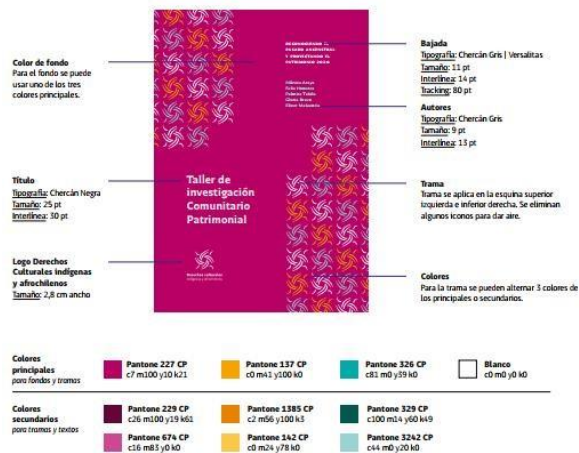 Color de fondo
Para el fondo se puede
usar uno de los tres
colores principales.
Título
Tipografía: Chercán Negra
Tamaño: 25 pt
Interlínea: 30 pt
Logo Derechos
Culturales indígenas
y afrochilenos
Tamaño: 2,8 cm ancho
Taller de
investigación
Comunitario
Patrimonial
Bajada
Tipografía: Chercán Gris | Versalitas
Tamaño: 11 pt
Interlínea: 14 pt
Tracking: 80 pt
Autores
Tipografía: Chercán Gris
Tamaño: 9 pt
Interlínea: 13 pt
Trama
Trama se aplica en la esquina superior
izquierda e inferior derecha. Se eliminan
algunos iconos para dar aire.
Colores
Para la trama se pueden alternar 3 colores de
los principales o secundarios.
Colores
principales
para fondos y tramas
Pantone 227 CP
c7 m100 y10 k21
Pantone 137 CP
c0 m41 y100 k0
Pantone 326 CP
c81 m0 y39 k0
Blanco
c0 m0 y0 k0
Colores
secundarios
para tramas y textos
Pantone 229 CP
c26 m100 y19 k61
Pantone 1385 CP
c2 m56 y100 k3
Pantone 329 CP
c100 m14 y60 k49
Pantone 674 CP
c16 m83 y0 k0
Pantone 142 CP
c0 m24 y78 k0
Pantone 3242 CP
c44 m0 y20 k0